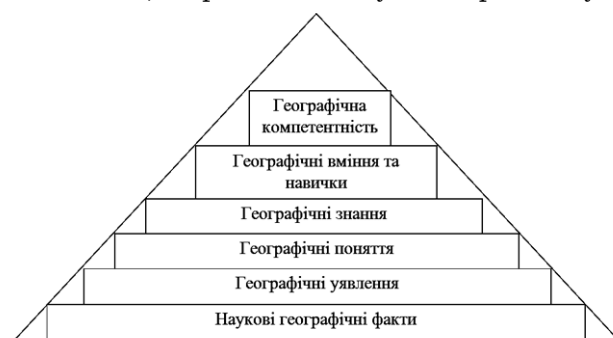 Географічна
компетентність
Географічні вміння та
навички
Географічні знання
Географічні поняття
Географічні уявлення
Наукові географічні факти